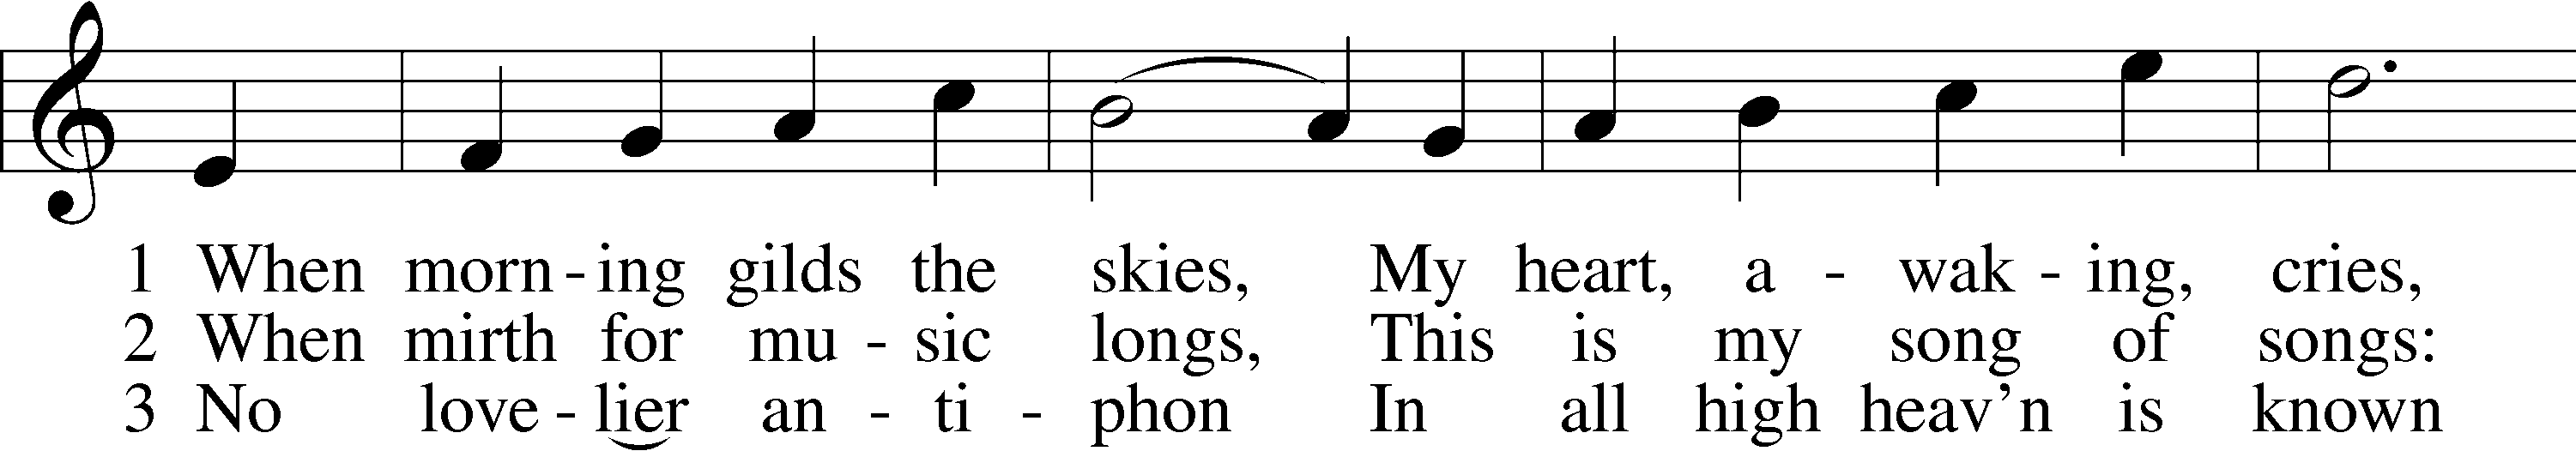 1 When morn - ing gilds the skies, My heart, a - wak - ing, cries,
2 When mirth for mu - sic longs, This is my song of songs:
3 No love - lier an - ti - phon In all high heav’n is known